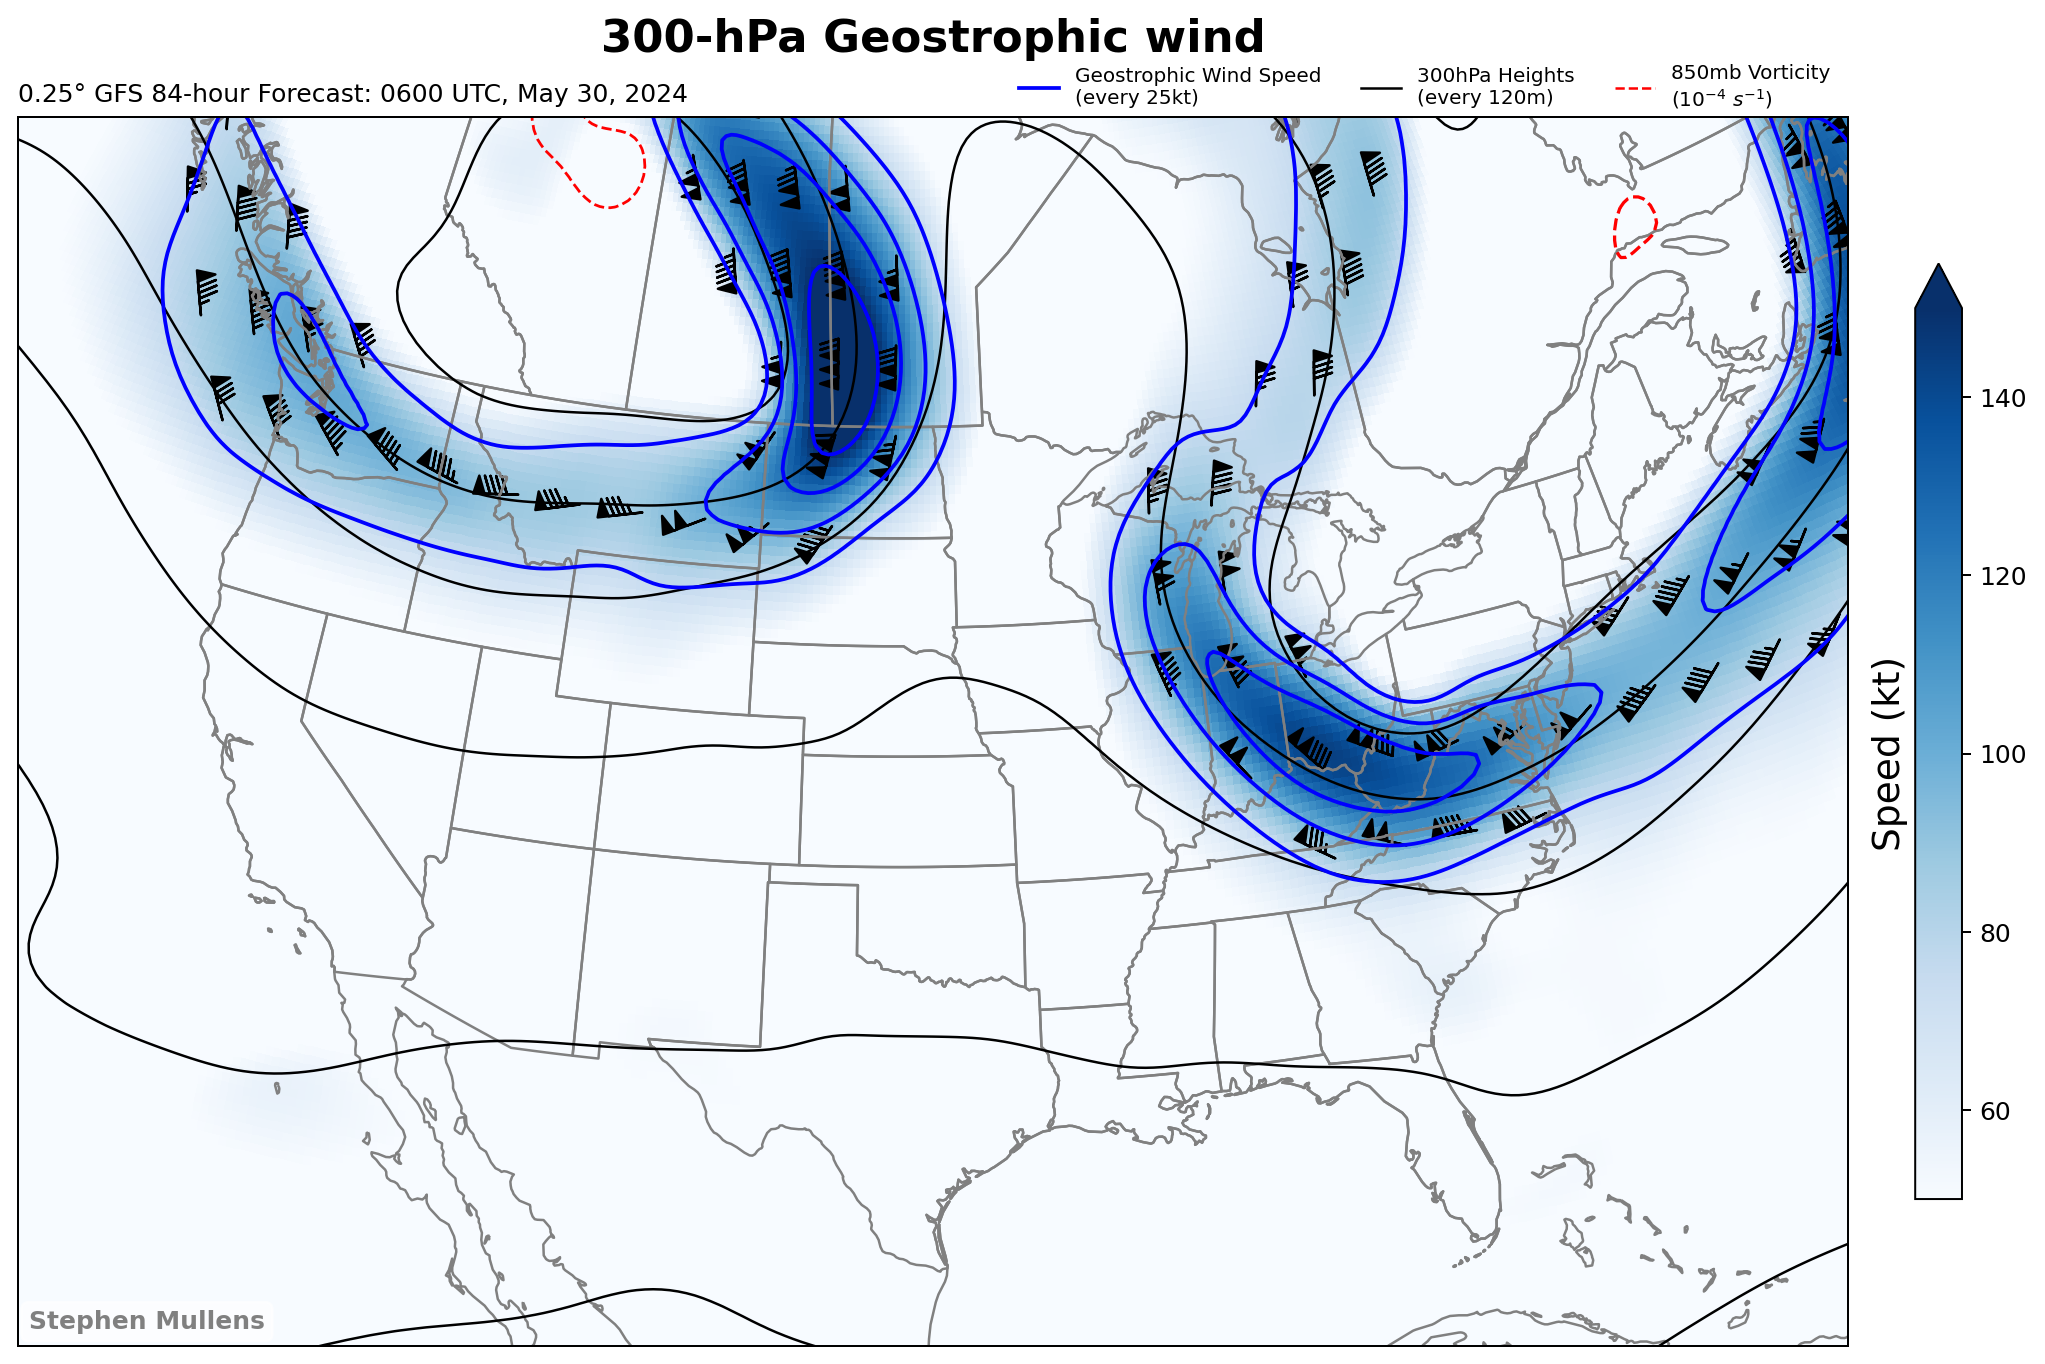 300-hPa Geostrophic wind
0.25° GFS 84-hour Forecast: 0600 UTC, May 30, 2024
Geostrophic Wind Speed
(every 25kt)
300hPa Heights
(every 120m)
850mb Vorticity
(10⁻⁴ s⁻¹)
140
120
100
80
60
Speed (kt)
Stephen Mullens